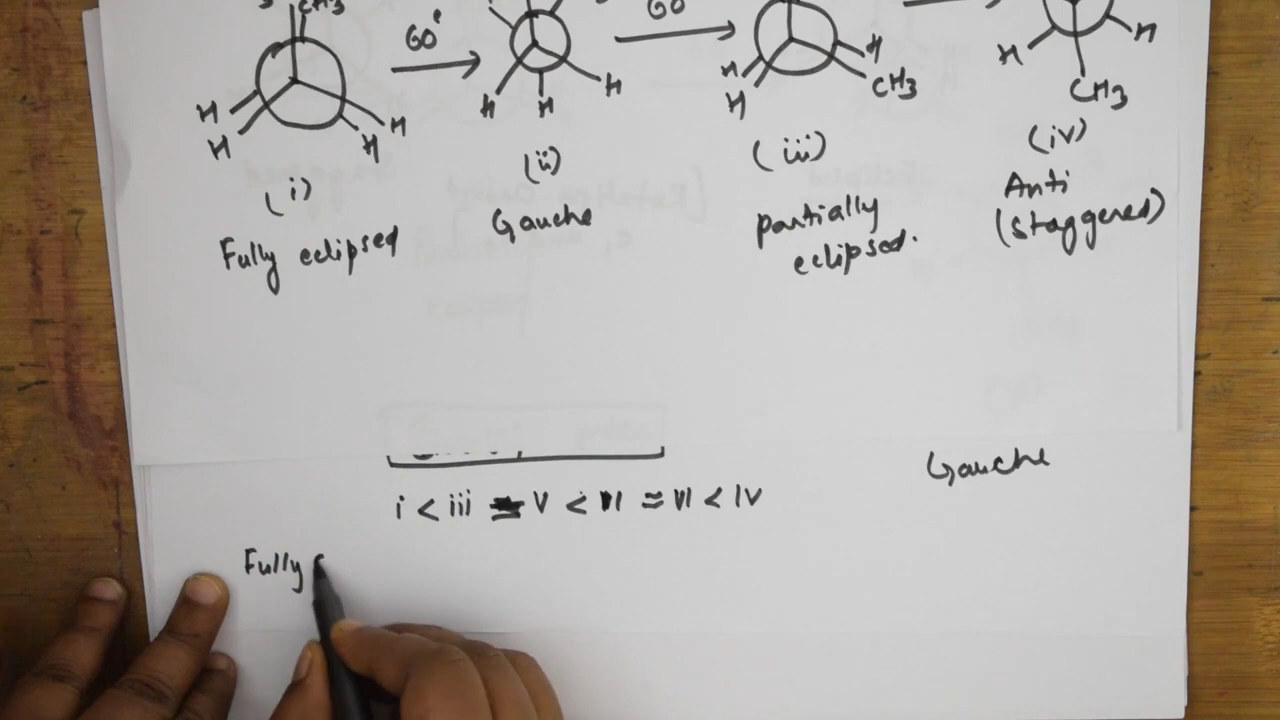 CH3
60°
60
H
H
H
H
H
H
H
H
H
H
CH3
H
H
CH3
(i)
(ii)
(iii)
(iv)
Fully eclipsed
Gauche
partially
eclipsed.
Anti
(Staggered)
Gauche
i < iii = V < II ≈ VI < IV
Fully